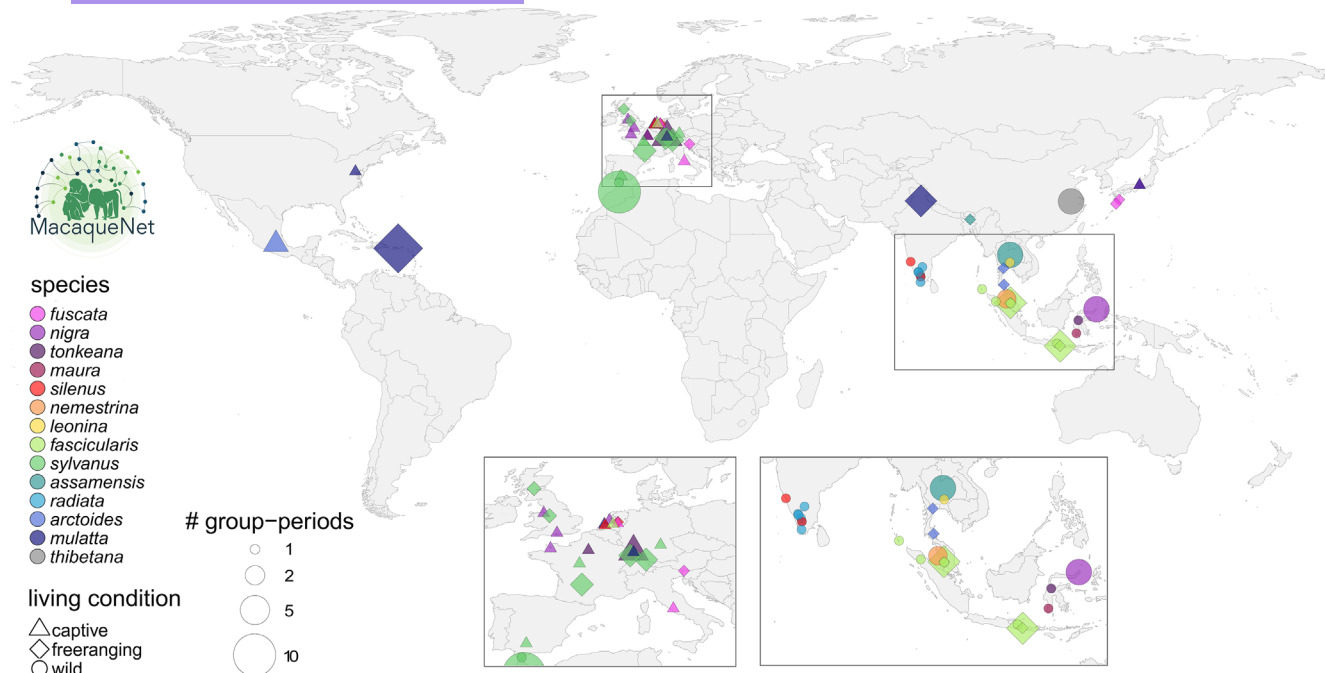 MacaqueNet
species
fuscata
nigra
tonkeana
maura
silenus
nemestrina
leonina
fascicularis
sylvanus
assamensis
radiata
arctoides
mulatta
thibetana
# group−periods
1
2
5
10
living condition
captive
freeranging
wild